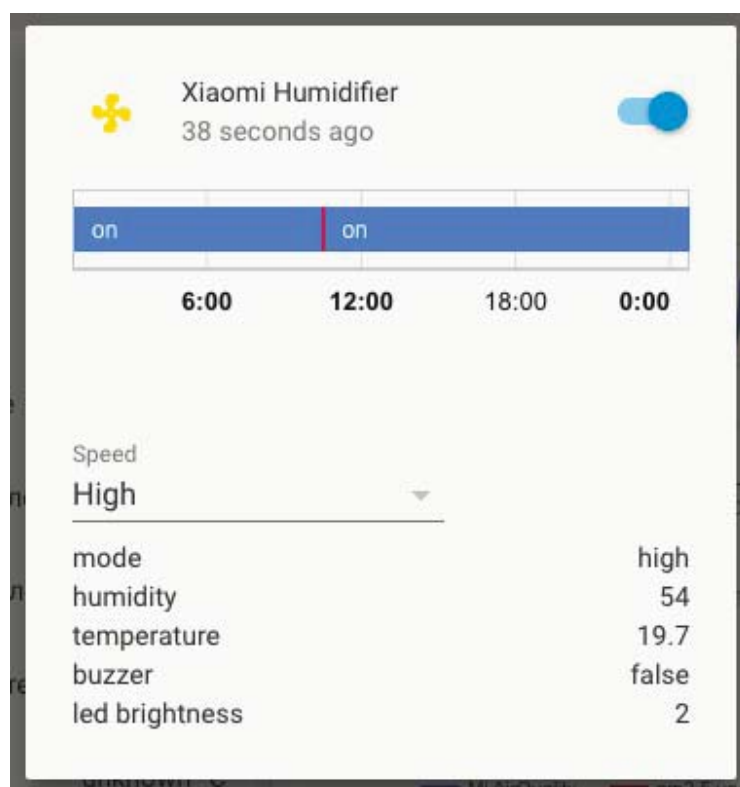 Xiaomi Humidifier
38 seconds ago
on on
6:00 12:00 18:00 0:00
Speed
High
mode high
humidity 54
temperature 19.7
buzzer false
led brightness 2